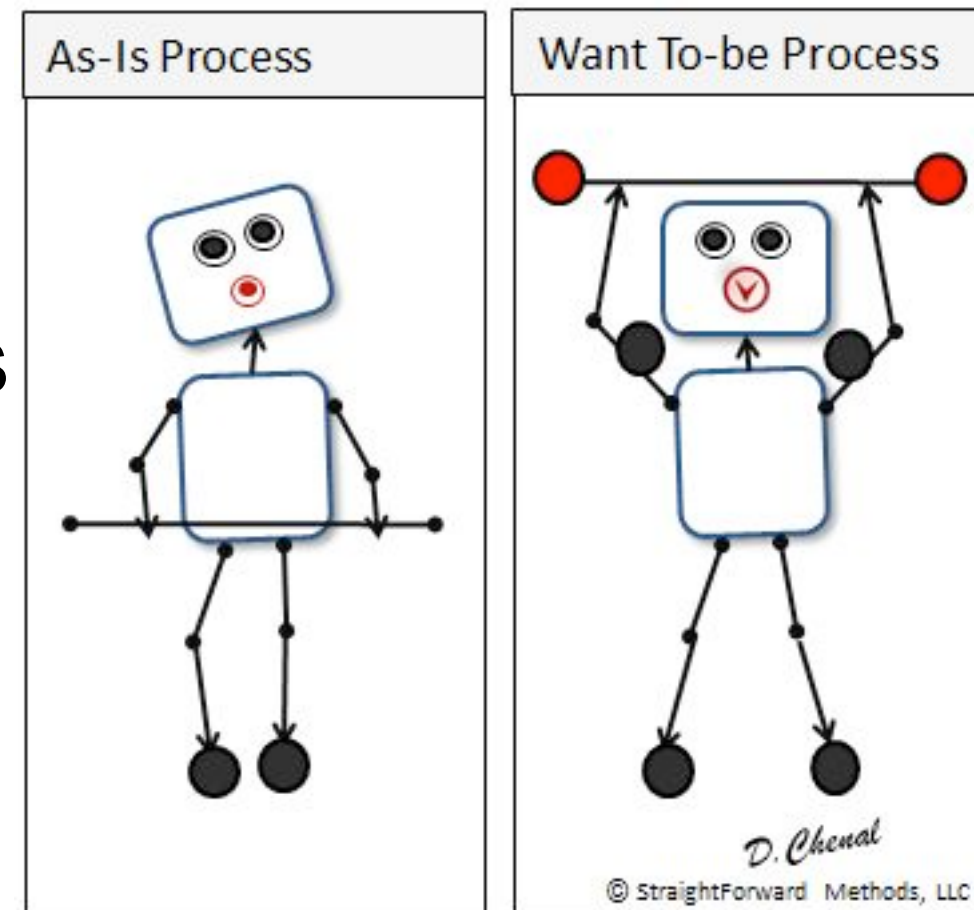 As-Is Process
Want To-be Process
s
D. Chenal
© StraightForward Methods, LLC